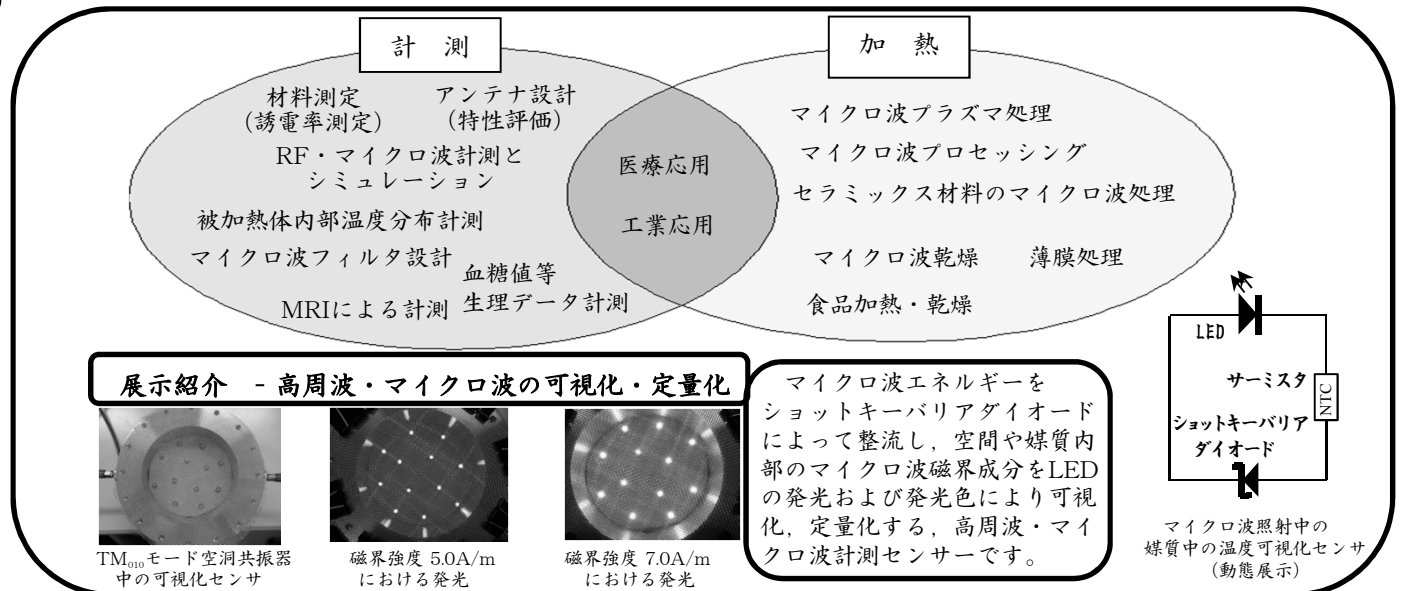 計 測
加 熱
材料測定
(誘電率測定)
アンテナ設計
(特性評価)
RF・マイクロ波計測と
シミュレーション
被加熱体内部温度分布計測
マイクロ波フィルタ設計
血糖値等
生理データ計測
MRIによる計測
医療応用
工業応用
マイクロ波プラズマ処理
マイクロ波プロセッシング
セラミックス材料のマイクロ波処理
マイクロ波乾燥
薄膜処理
食品加熱・乾燥
展示紹介 - 高周波・マイクロ波の可視化・定量化
TM₀₁₀モード空洞共振器
中の可視化センサ
磁界強度 5.0A/m
における発光
磁界強度 7.0A/m
における発光
マイクロ波エネルギーを
ショットキーバリアダイオード
によって整流し，空間や媒質内
部のマイクロ波磁界成分をLED
の発光および発光色により可視
化，定量化する，高周波・マイ
クロ波計測センサーです。
LED
サーミスタ
NTC
ショットキーバリア
ダイオード
マイクロ波照射中の
媒質中の温度可視化センサ
(動態展示)